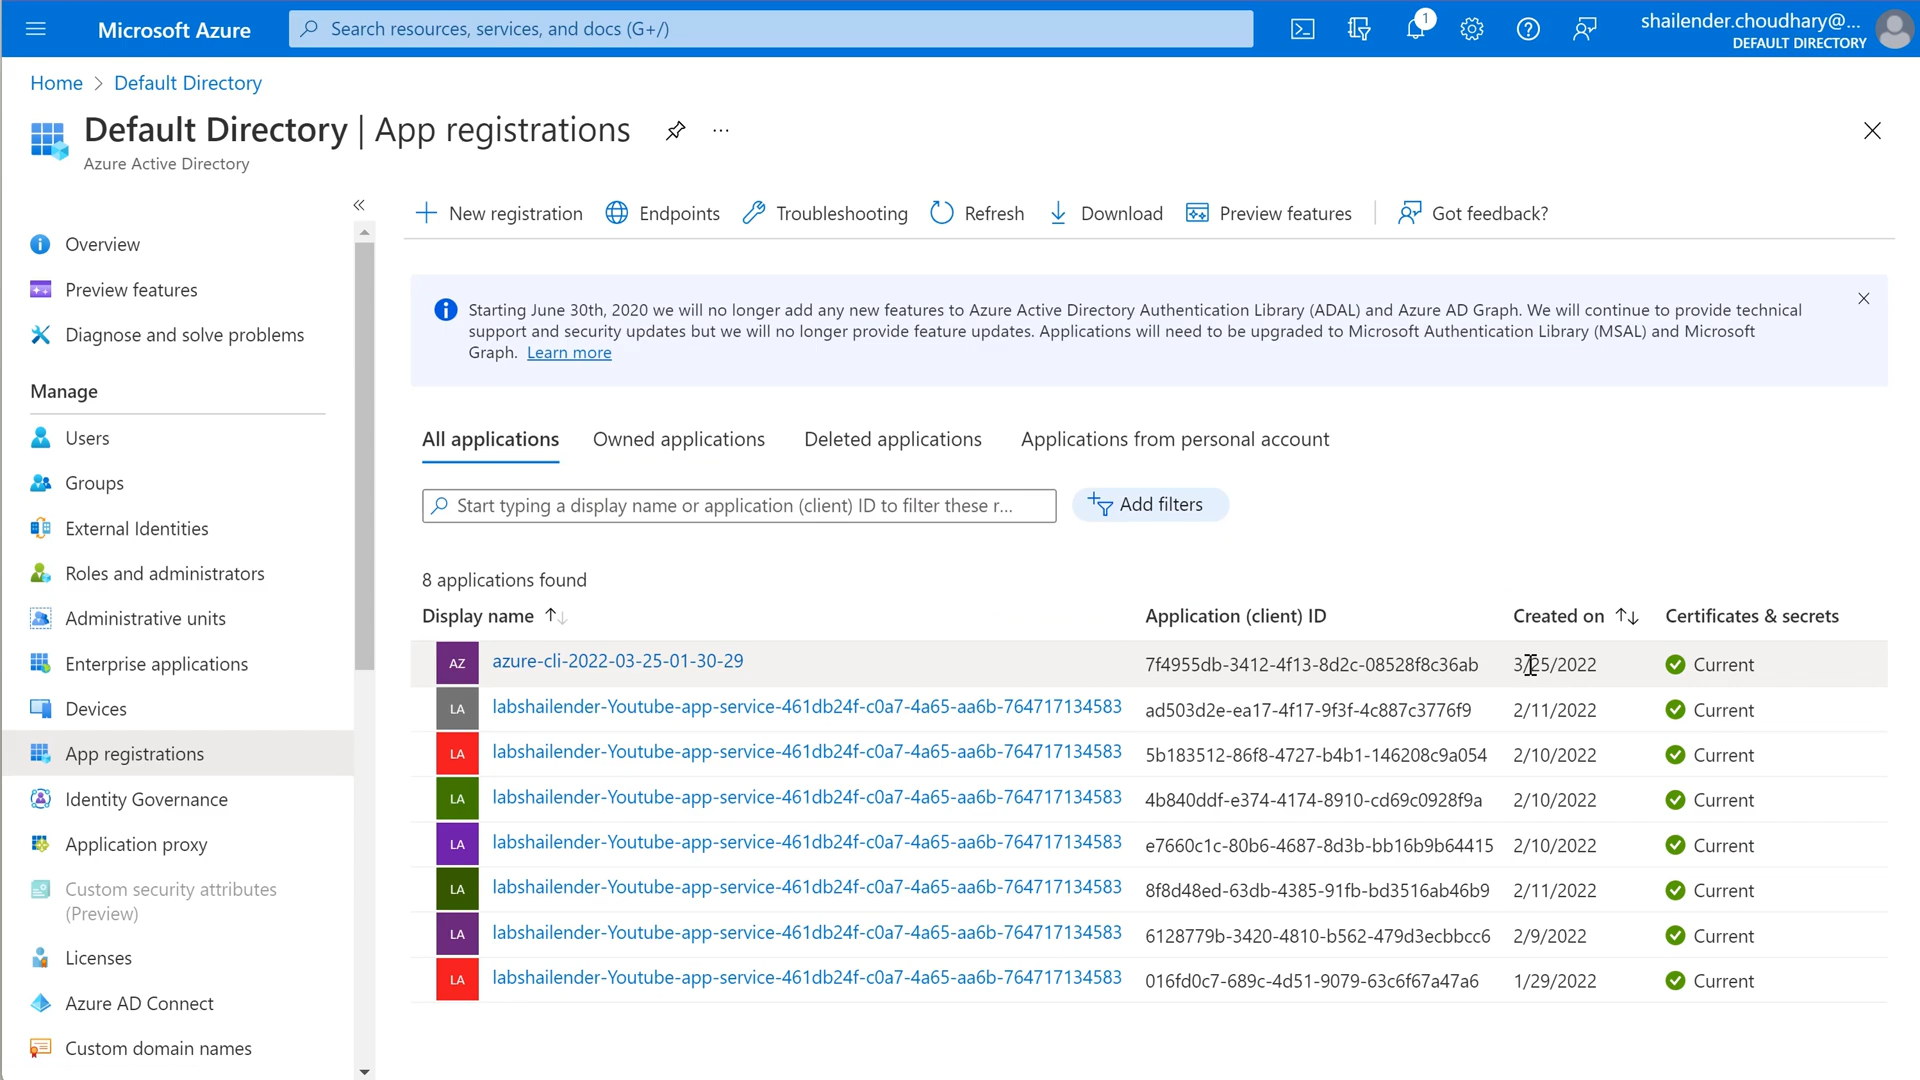 Microsoft Azure
Search resources, services, and docs (G+/)
1
shailender.choudhary@...
DEFAULT DIRECTORY
Home > Default Directory
Default Directory | App registrations
...
Azure Active Directory
«
Overview
Preview features
Diagnose and solve problems
Manage
Users
Groups
External Identities
Roles and administrators
Administrative units
Enterprise applications
Devices
App registrations
Identity Governance
Application proxy
Custom security attributes
(Preview)
Licenses
Azure AD Connect
Custom domain names
New registration
Endpoints
Troubleshooting
Refresh
Download
Preview features
Got feedback?
Starting June 30th, 2020 we will no longer add any new features to Azure Active Directory Authentication Library (ADAL) and Azure AD Graph. We will continue to provide technical
support and security updates but we will no longer provide feature updates. Applications will need to be upgraded to Microsoft Authentication Library (MSAL) and Microsoft
Graph. Learn more
All applications
Owned applications
Deleted applications
Applications from personal account
Start typing a display name or application (client) ID to filter these r...
Add filters
8 applications found
Display name Application (client) ID Created on Certificates & secrets
AZ azure-cli-2022-03-25-01-30-29 7f4955db-3412-4f13-8d2c-08528f8c36ab 3/25/2022 Current
LA labshailender-Youtube-app-service-461db24f-c0a7-4a65-aa6b-764717134583 ad503d2e-ea17-4f17-9f3f-4c887c3776f9 2/11/2022 Current
LA labshailender-Youtube-app-service-461db24f-c0a7-4a65-aa6b-764717134583 5b183512-86f8-4727-b4b1-146208c9a054 2/10/2022 Current
LA labshailender-Youtube-app-service-461db24f-c0a7-4a65-aa6b-764717134583 4b840ddf-e374-4174-8910-cd69c0928f9a 2/10/2022 Current
LA labshailender-Youtube-app-service-461db24f-c0a7-4a65-aa6b-764717134583 e7660c1c-80b6-4687-8d3b-bb16b9b64415 2/10/2022 Current
LA labshailender-Youtube-app-service-461db24f-c0a7-4a65-aa6b-764717134583 8f8d48ed-63db-4385-91fb-bd3516ab46b9 2/11/2022 Current
LA labshailender-Youtube-app-service-461db24f-c0a7-4a65-aa6b-764717134583 6128779b-3420-4810-b562-479d3ecbbcc6 2/9/2022 Current
LA labshailender-Youtube-app-service-461db24f-c0a7-4a65-aa6b-764717134583 016fd0c7-689c-4d51-9079-63c6f67a47a6 1/29/2022 Current